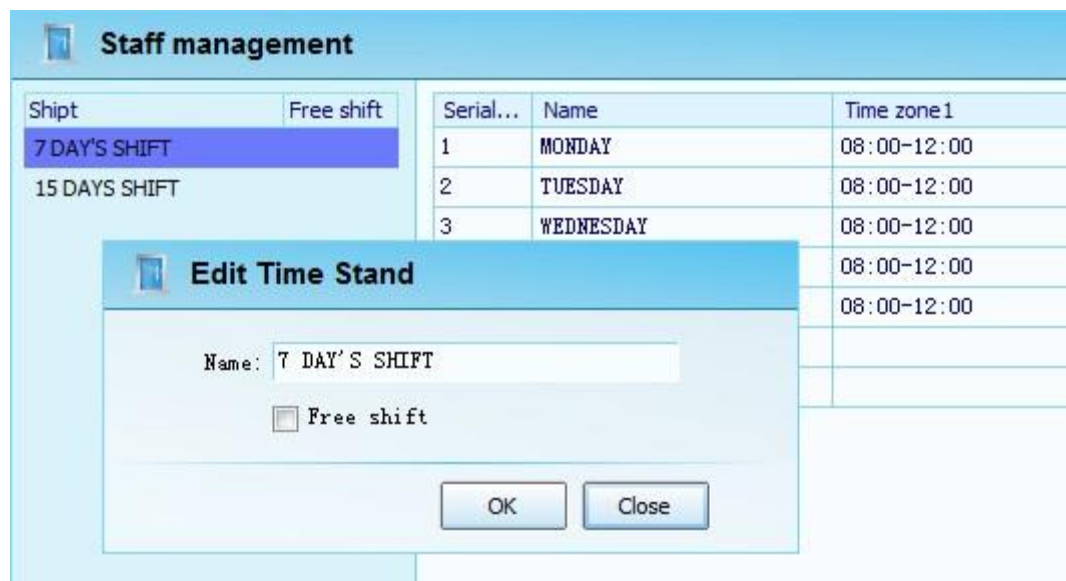 Staff management
Shipt Free shift
7 DAY'S SHIFT
15 DAYS SHIFT
Serial... Name Time zone1
1 MONDAY 08:00-12:00
2 TUESDAY 08:00-12:00
3 WEDNESDAY 08:00-12:00
08:00-12:00
08:00-12:00
Edit Time Stand
Name: 7 DAY'S SHIFT
Free shift
OK Close